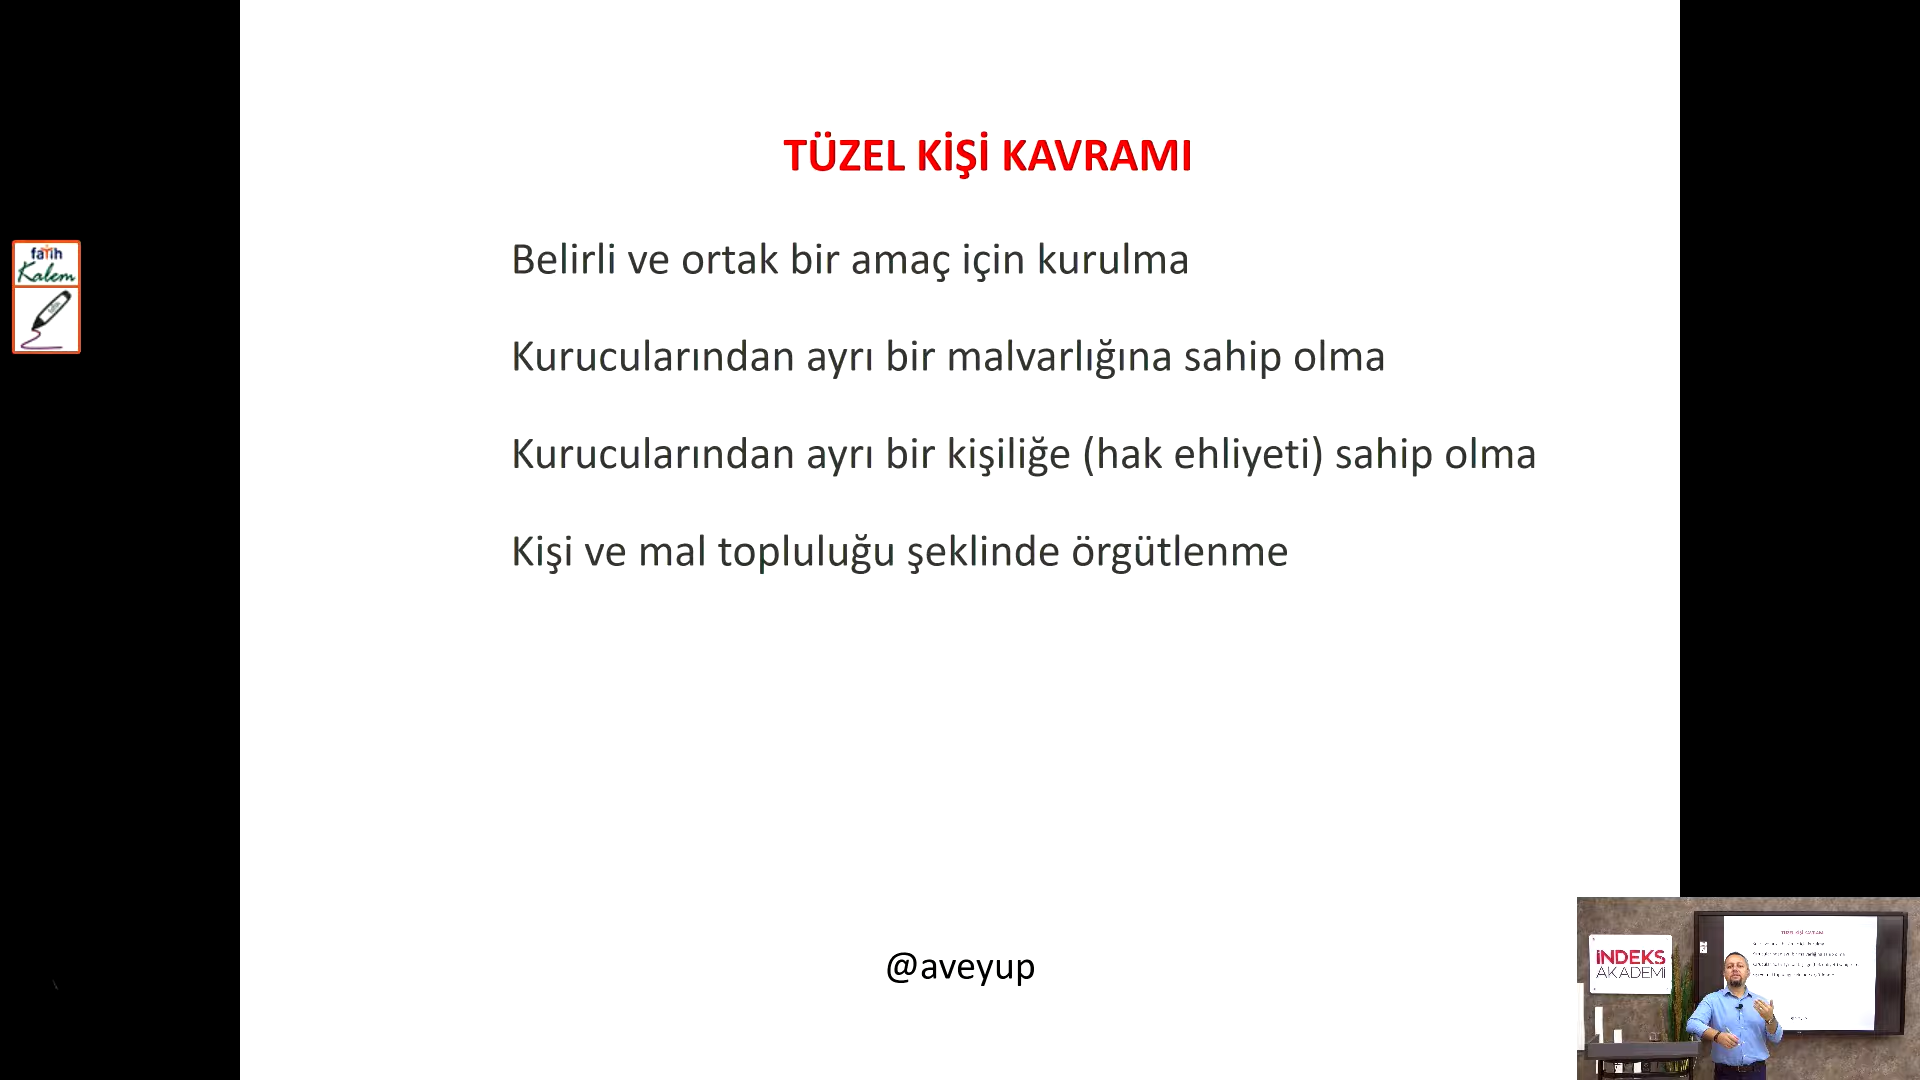 TÜZEL KİŞİ KAVRAMI
fatih
Kalem
Belirli ve ortak bir amaç için kurulma
Kurucularından ayrı bir malvarlığına sahip olma
Kurucularından ayrı bir kişiliğe (hak ehliyeti) sahip olma
Kişi ve mal topluluğu şeklinde örgütlenme
@aveyup
İNDEKS
AKADEMİ